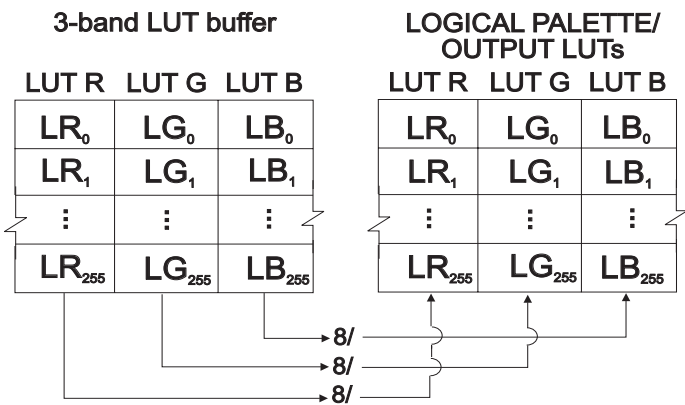 3-band LUT buffer
LOGICAL PALETTE/
OUTPUT LUTs
LUT R LUT G LUT B
LUT R LUT G LUT B
LR₀ LG₀ LB₀
LR₀ LG₀ LB₀
LR₁ LG₁ LB₁
LR₁ LG₁ LB₁
⋮ ⋮ ⋮
⋮ ⋮ ⋮
LR₂₅₅ LG₂₅₅ LB₂₅₅
LR₂₅₅ LG₂₅₅ LB₂₅₅
8/
8/
8/